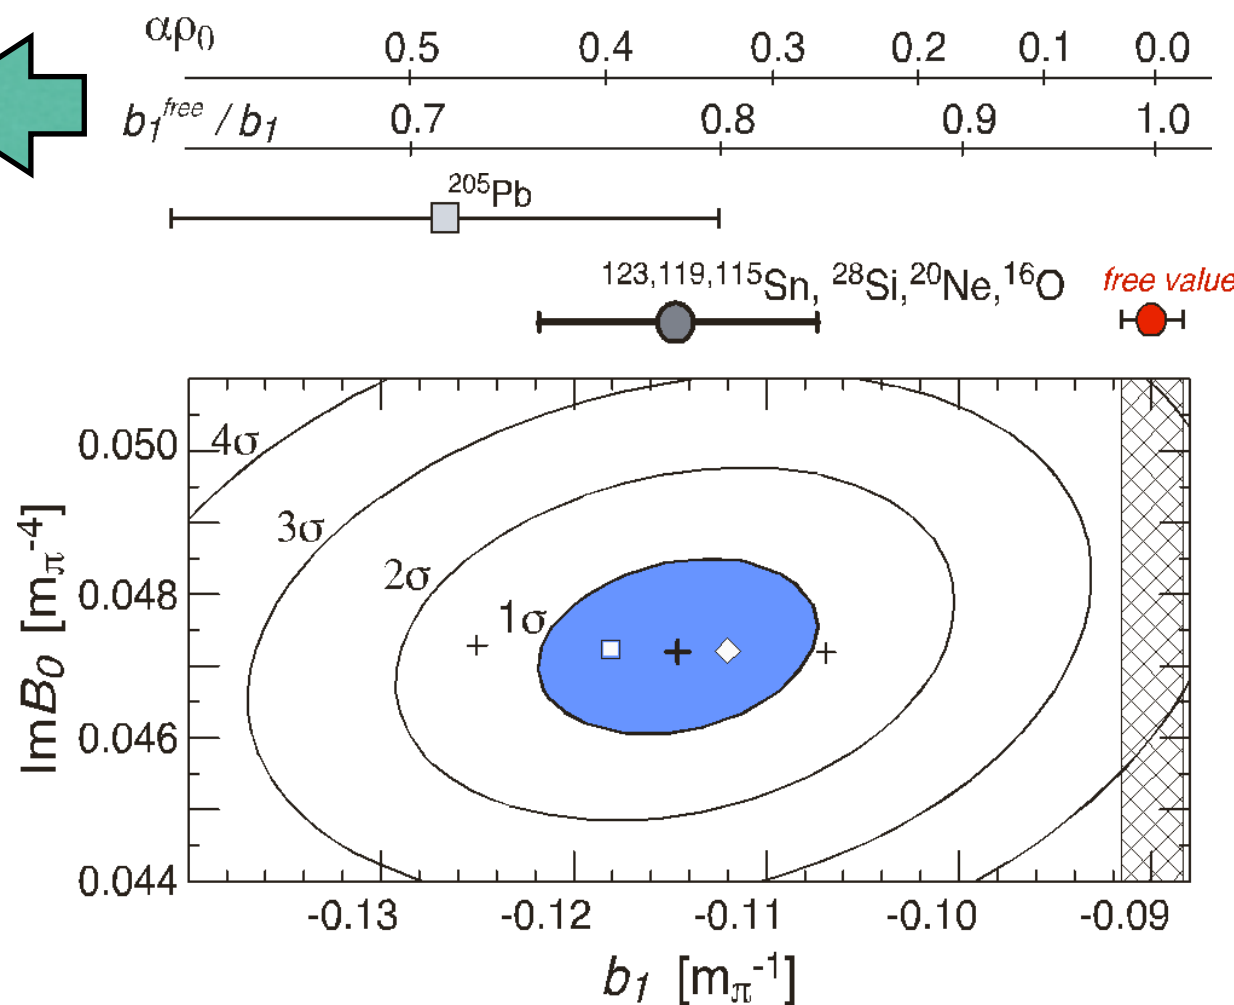 αρ₀ 0.5 0.4 0.3 0.2 0.1 0.0
b₁ᶠʳᵉᵉ / b₁ 0.7 0.8 0.9 1.0
²⁰⁵Pb
¹²³,¹¹⁹,¹¹⁵Sn, ²⁸Si,²⁰Ne,¹⁶O free value
0.050
4σ
3σ
2σ
0.048
1σ
0.046
0.044
ImB₀ [mπ⁻⁴]
-0.13 -0.12 -0.11 -0.10 -0.09
b₁ [mπ⁻¹]